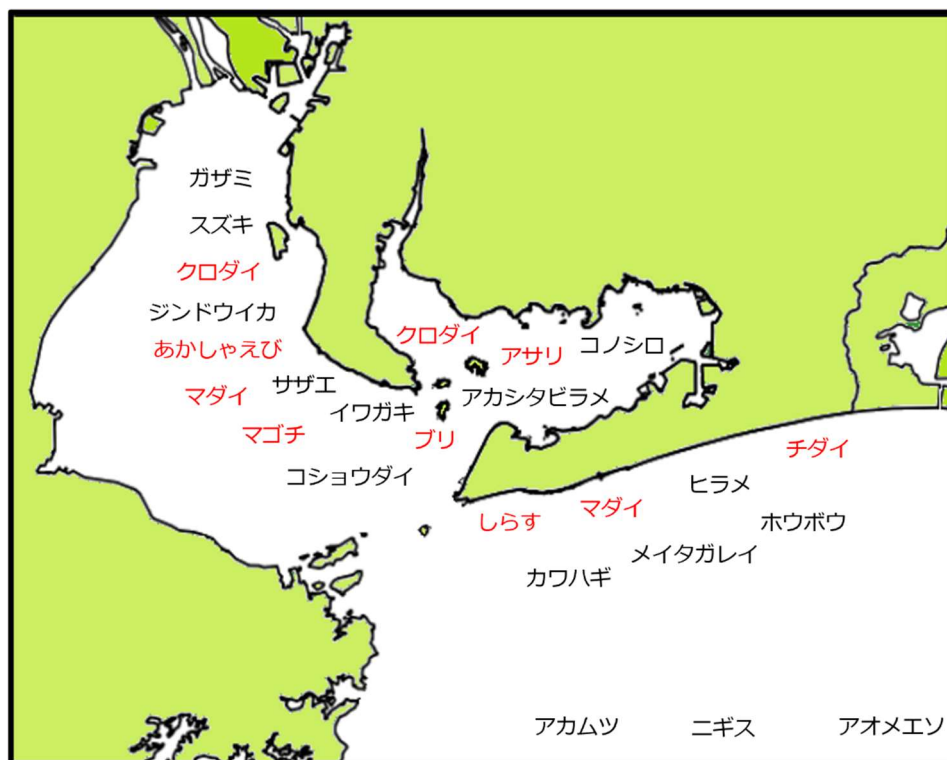 ガザミ
スズキ
クロダイ
ジンドウイカ
あかしゃえび
クロダイ
アサリ
コノシロ
マダイ
サザエ
イワガキ
アカシタビラメ
マゴチ
ブリ
コショウダイ
チダイ
ヒラメ
しらす
マダイ
ホウボウ
メイタガレイ
カワハギ
アカムツ
ニギス
アオメエソ